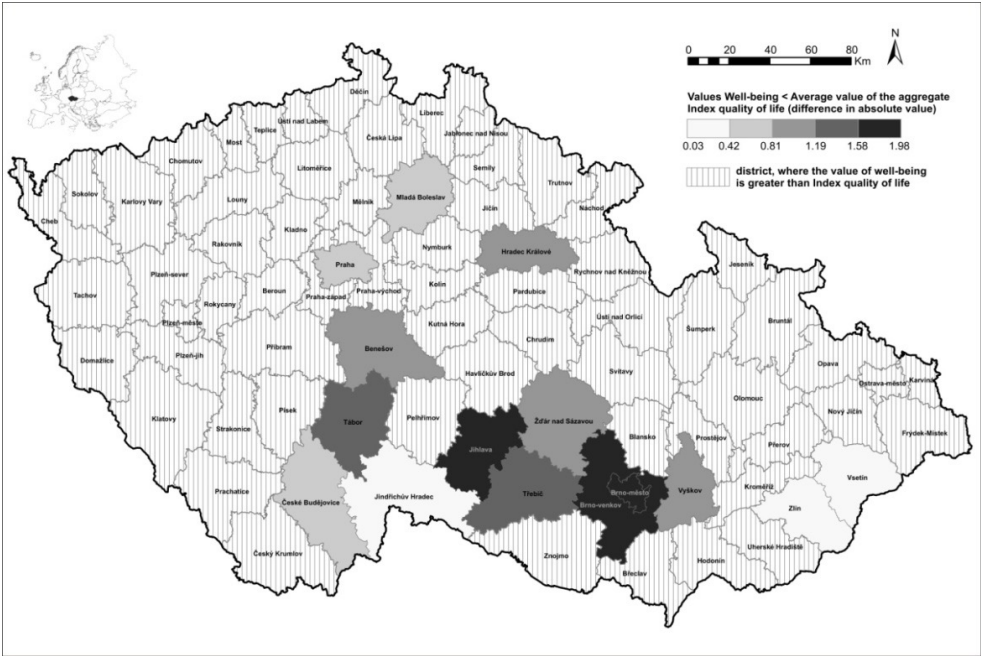 N
0 20 40 60 80
Km
Values Well-being < Average value of the aggregate
Index quality of life (difference in absolute value)
0.03 0.42 0.81 1.19 1.58 1.98
district, where the value of well-being
is greater than Index quality of life
Děčín
Liberec
Ústí nad Labem
Teplice
Česká Lípa
Jablonec nad Nisou
Most
Chomutov
Litoměřice
Semily
Trutnov
Sokolov
Karlovy Vary
Louny
Mělník
Mladá Boleslav
Jičín
Náchod
Cheb
Kladno
Rakovník
Nymburk
Hradec Králové
Praha
Rychnov nad Kněžnou
Jeseník
Plzeň-sever
Beroun
Praha-západ
Praha-východ
Kolín
Pardubice
Tachov
Rokycany
Ústí nad Orlicí
Plzeň-město
Kutná Hora
Šumperk
Bruntál
Chrudim
Příbram
Benešov
Plzeň-jih
Domažlice
Opava
Havlíčkův Brod
Svitavy
Karviná
Ostrava-město
Olomouc
Písek
Klatovy
Strakonice
Tábor
Pelhřimov
Žďár nad Sázavou
Nový Jičín
Blansko
Prostějov
Přerov
Frýdek-Místek
Jihlava
Vsetín
Prachatice
České Budějovice
Jindřichův Hradec
Třebíč
Brno-město
Brno-venkov
Vyškov
Kroměříž
Zlín
Český Krumlov
Znojmo
Uherské Hradiště
Hodonín
Břeclav